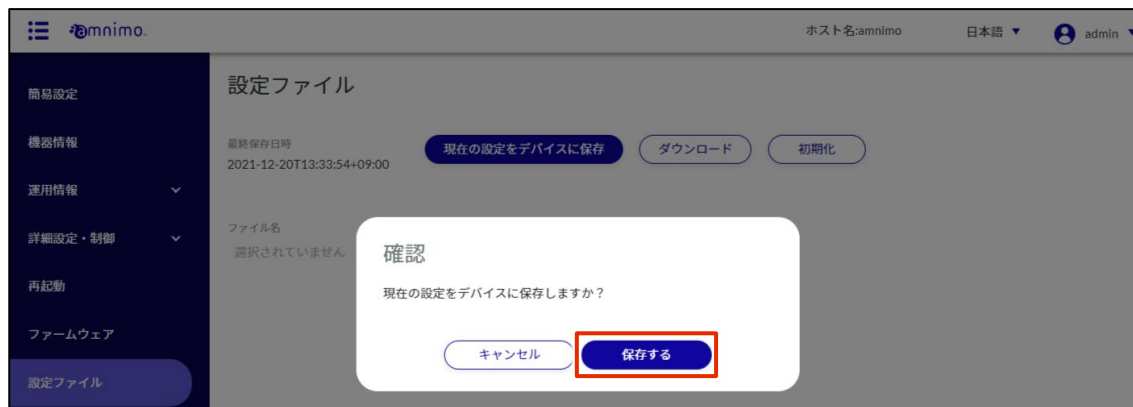 amnimo.
ホスト名:amnimo
日本語
admin
簡易設定
機器情報
運用情報
詳細設定・制御
再起動
ファームウェア
設定ファイル
設定ファイル
最終保存日時
2021-12-20T13:33:54+09:00
現在の設定をデバイスに保存
ダウンロード
初期化
ファイル名
選択されていません
確認
現在の設定をデバイスに保存しますか？
キャンセル
保存する